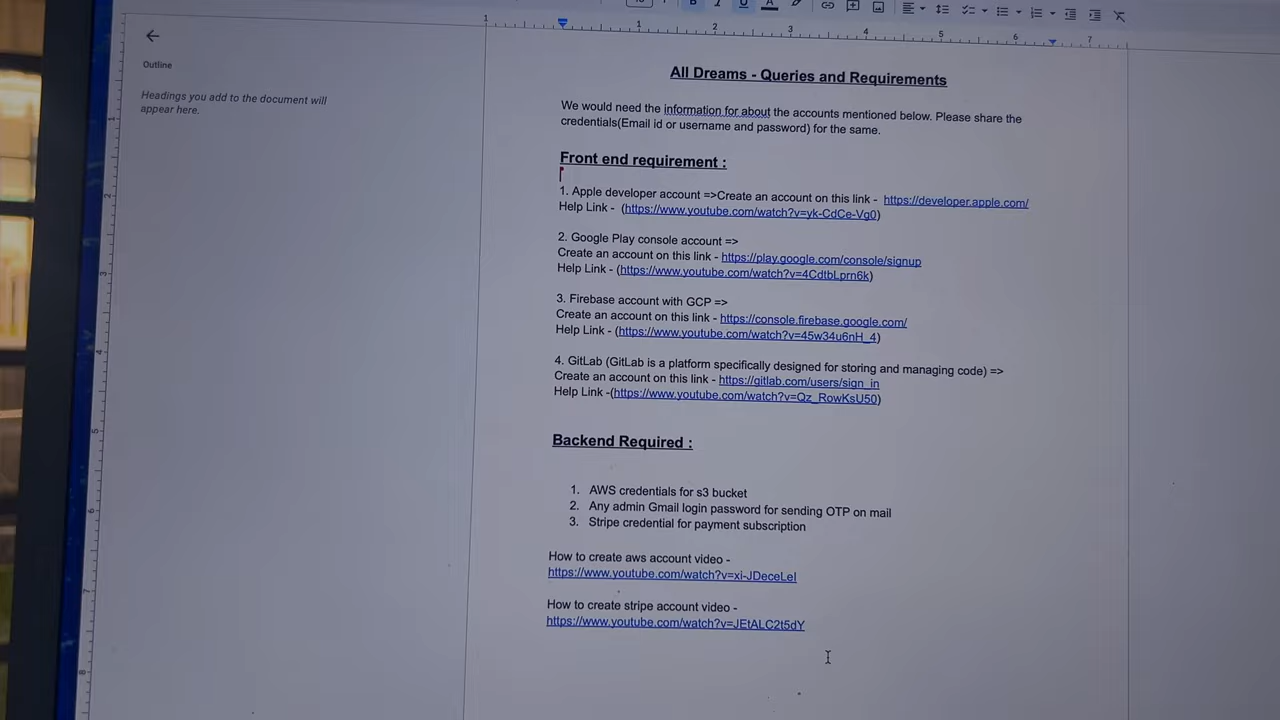 1
1
2
3
4
5
6
7
Outline
Headings you add to the document will
appear here.
All Dreams - Queries and Requirements
We would need the information for about the accounts mentioned below. Please share the
credentials(Email id or username and password) for the same.
Front end requirement :
1. Apple developer account =>Create an account on this link - https://developer.apple.com/
Help Link - (https://www.youtube.com/watch?v=yk-CdCe-Vg0)
2. Google Play console account =>
Create an account on this link - https://play.google.com/console/signup
Help Link - (https://www.youtube.com/watch?v=4CdtbLprn6k)
3. Firebase account with GCP =>
Create an account on this link - https://console.firebase.google.com/
Help Link - (https://www.youtube.com/watch?v=45w34u6nH_4)
4. GitLab (GitLab is a platform specifically designed for storing and managing code) =>
Create an account on this link - https://gitlab.com/users/sign_in
Help Link -(https://www.youtube.com/watch?v=Qz_RowKsU50)
Backend Required :
1. AWS credentials for s3 bucket
2. Any admin Gmail login password for sending OTP on mail
3. Stripe credential for payment subscription
How to create aws account video -
https://www.youtube.com/watch?v=xi-JDeceLeI
How to create stripe account video -
https://www.youtube.com/watch?v=JEtALC2t5dY